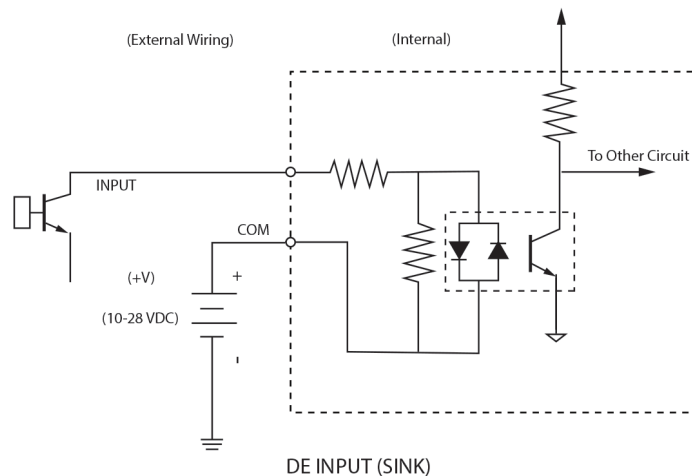 (External Wiring)
(Internal)
To Other Circuit
INPUT
COM
(+V)
+
(10-28 VDC)
-
DE INPUT (SINK)